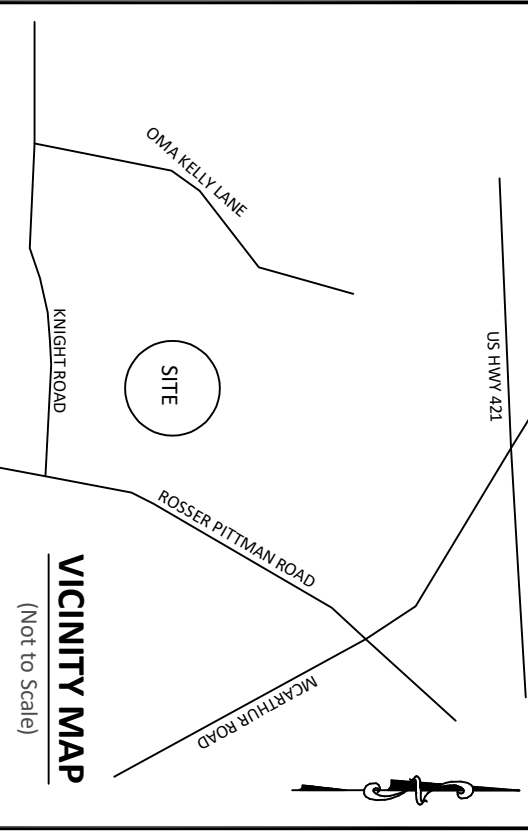 US HWY 421
OMA KELLY LANE
SITE
KNIGHT ROAD
ROSSER PITTMAN ROAD
MCARTHUR ROAD
VICINITY MAP
(Not to Scale)